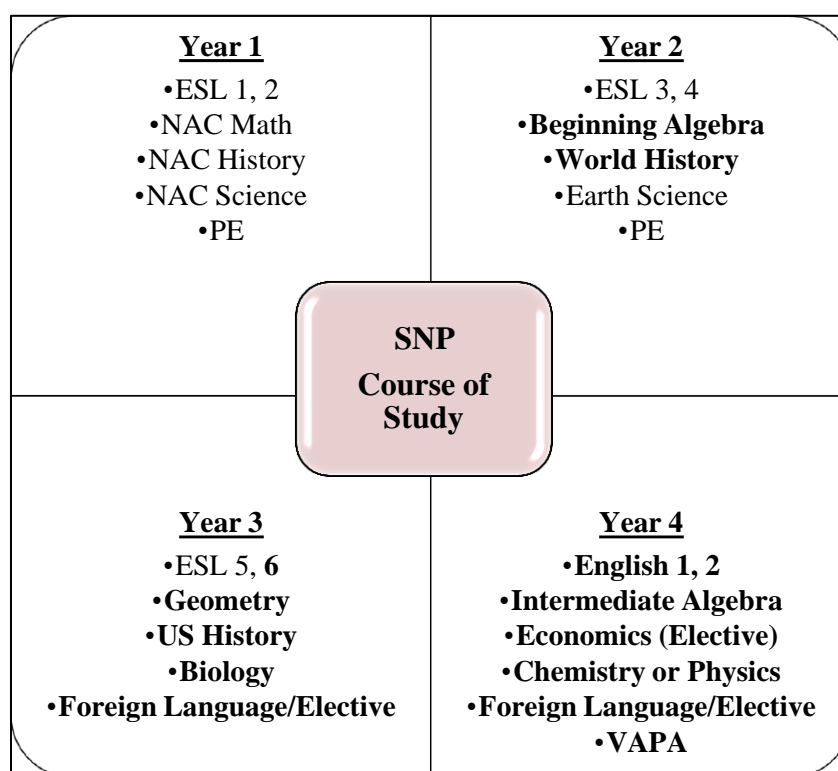 Year 1
•ESL 1, 2
•NAC Math
•NAC History
•NAC Science
•PE
Year 2
•ESL 3, 4
•Beginning Algebra
•World History
•Earth Science
•PE
SNP
Course of
Study
Year 3
•ESL 5, 6
•Geometry
•US History
•Biology
•Foreign Language/Elective
Year 4
•English 1, 2
•Intermediate Algebra
•Economics (Elective)
•Chemistry or Physics
•Foreign Language/Elective
•VAPA